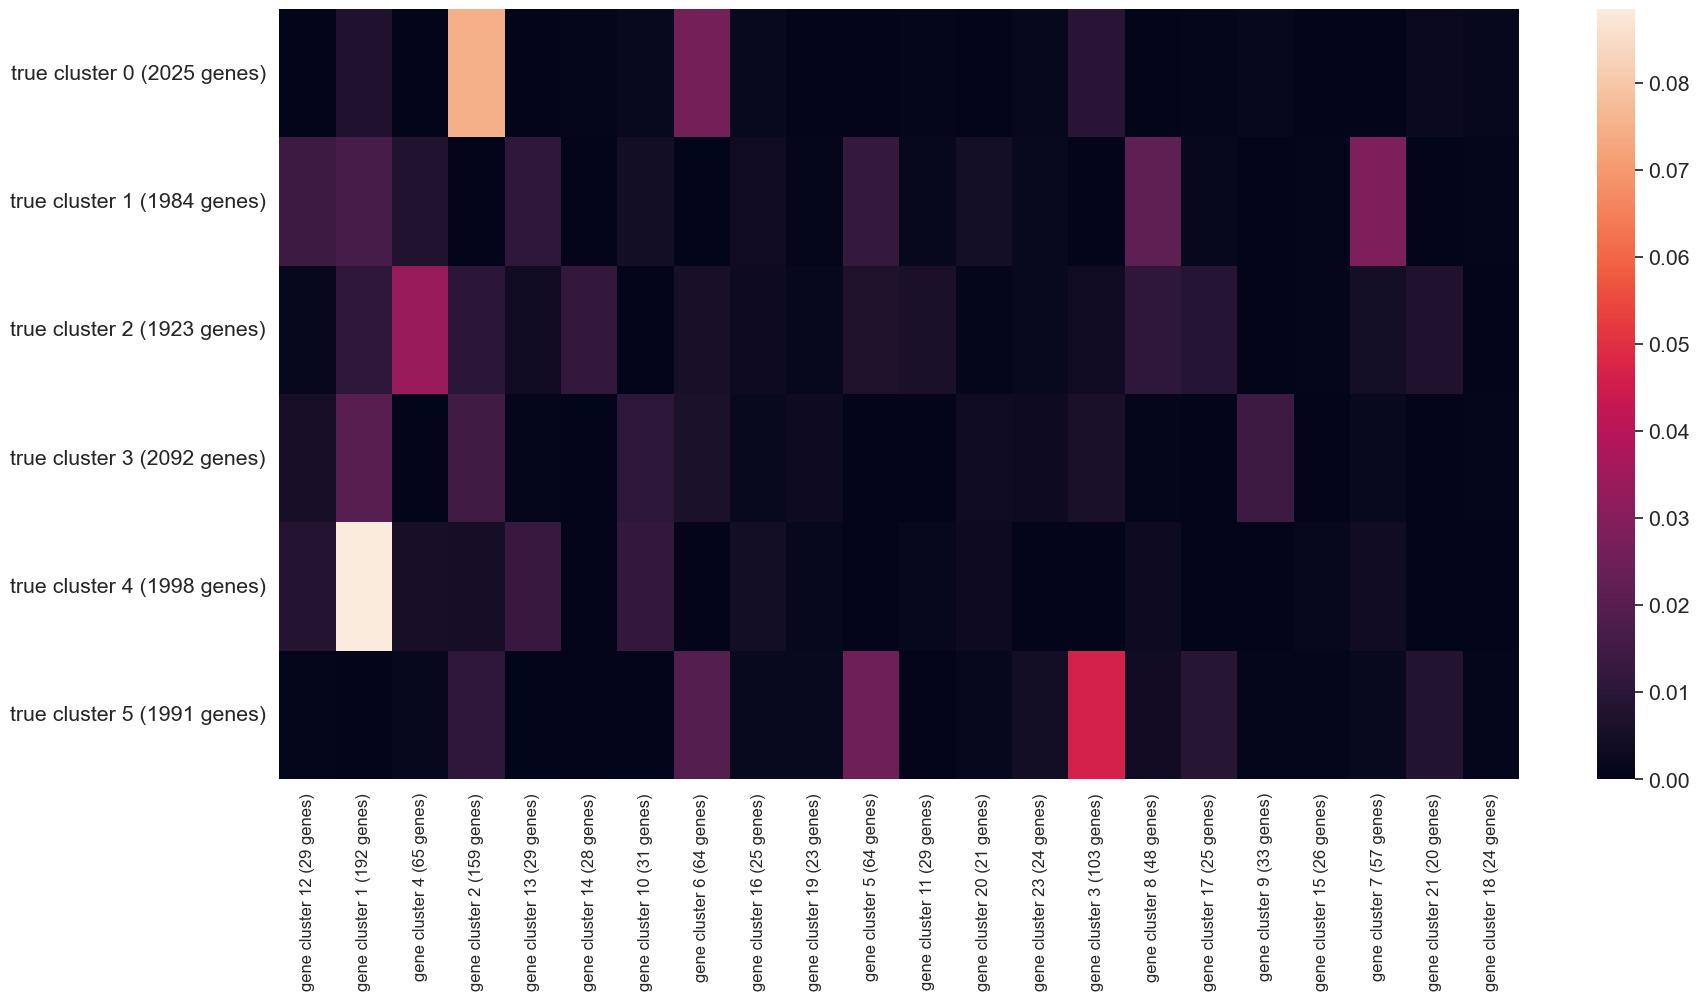 true cluster 0 (2025 genes)
true cluster 1 (1984 genes)
true cluster 2 (1923 genes)
true cluster 3 (2092 genes)
true cluster 4 (1998 genes)
true cluster 5 (1991 genes)
gene cluster 12 (29 genes)
gene cluster 1 (192 genes)
gene cluster 4 (65 genes)
gene cluster 2 (159 genes)
gene cluster 13 (29 genes)
gene cluster 14 (28 genes)
gene cluster 10 (31 genes)
gene cluster 6 (64 genes)
gene cluster 16 (25 genes)
gene cluster 19 (23 genes)
gene cluster 5 (64 genes)
gene cluster 11 (29 genes)
gene cluster 20 (21 genes)
gene cluster 23 (24 genes)
gene cluster 3 (103 genes)
gene cluster 8 (48 genes)
gene cluster 17 (25 genes)
gene cluster 9 (33 genes)
gene cluster 15 (26 genes)
gene cluster 7 (57 genes)
gene cluster 21 (20 genes)
gene cluster 18 (24 genes)
0.08
0.07
0.06
0.05
0.04
0.03
0.02
0.01
0.00